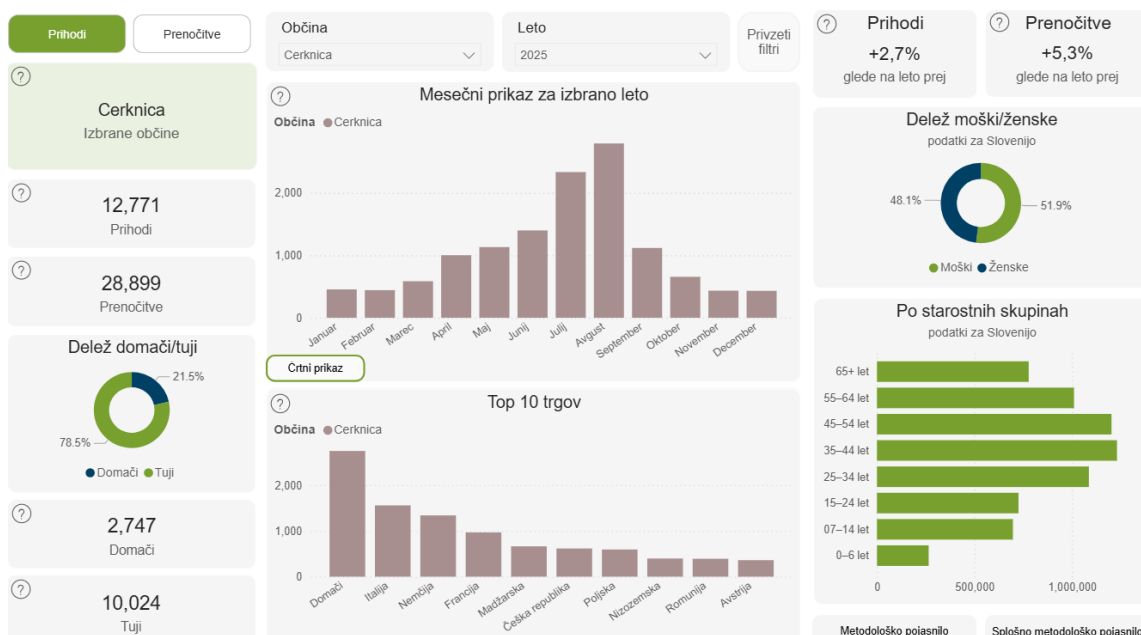 Prihodi
Prenočitve
?
Cerknica
Izbrane občine
?
12,771
Prihodi
?
28,899
Prenočitve
Delež domači/tuji
21.5%
78.5%
Domači Tuji
?
2,747
Domači
?
10,024
Tuji
Občina
Cerknica
Leto
2025
Privzeti
filtri
?
Mesečni prikaz za izbrano leto
Občina Cerknica
2,000
1,000
0
Januar
Februar
Marec
April
Maj
Junij
Julij
Avgust
September
Oktober
November
December
Črtni prikaz
?
Top 10 trgov
Občina Cerknica
2,000
1,000
0
Domači
Italija
Nemčija
Francija
Madžarska
Češka republika
Poljska
Nizozemska
Romunija
Avstrija
?
Prihodi
+2,7%
glede na leto prej
?
Prenočitve
+5,3%
glede na leto prej
Delež moški/ženske
podatki za Slovenijo
48.1%
51.9%
Moški Ženske
Po starostnih skupinah
podatki za Slovenijo
65+ let
55–64 let
45–54 let
35–44 let
25–34 let
15–24 let
07–14 let
0–6 let
0
500,000
1,000,000
Metodološko pojasnilo
Splošno metodološko pojasnilo